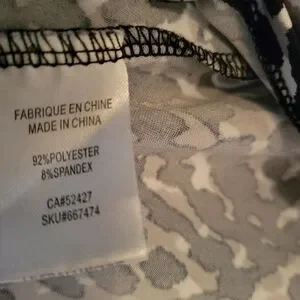 FABRIQUE EN CHINE
MADE IN CHINA
92%POLYESTER
8%SPANDEX
CA#52427
SKU#667474